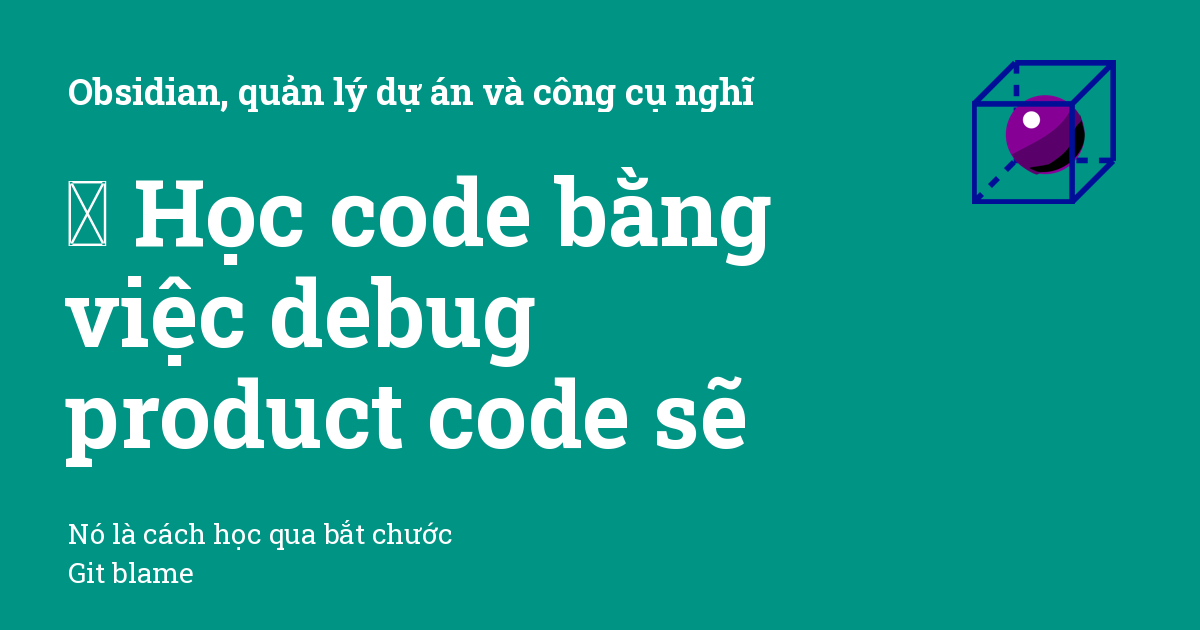 Obsidian, quản lý dự án và công cụ nghĩ
Học code bằng
việc debug
product code sẽ
Nó là cách học qua bắt chước
Git blame